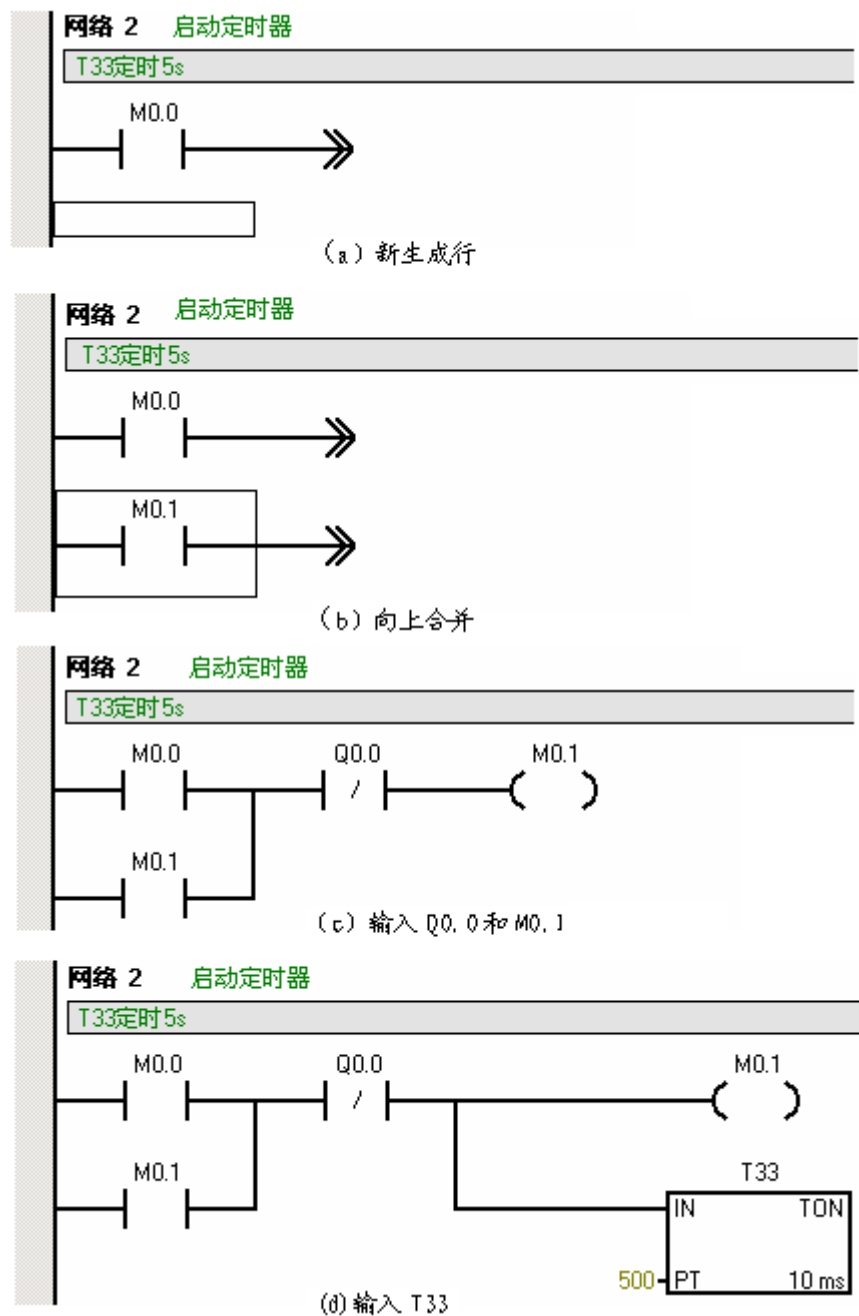 网络 2 启动定时器
T33定时5s
M0.0
(a) 新生成行
网络 2 启动定时器
T33定时5s
M0.0
M0.1
(b) 向上合并
网络 2 启动定时器
T33定时5s
M0.0 Q0.0 M0.1
/
M0.1
(c) 输入 Q0.0和 M0.1
网络 2 启动定时器
T33定时5s
M0.0 Q0.0 M0.1
/
M0.1 T33
IN TON
500 PT 10 ms
(d) 输入 T33